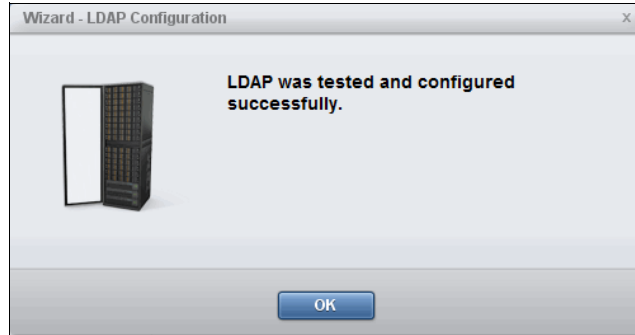 Wizard - LDAP Configuration x
LDAP was tested and configured
successfully.
OK